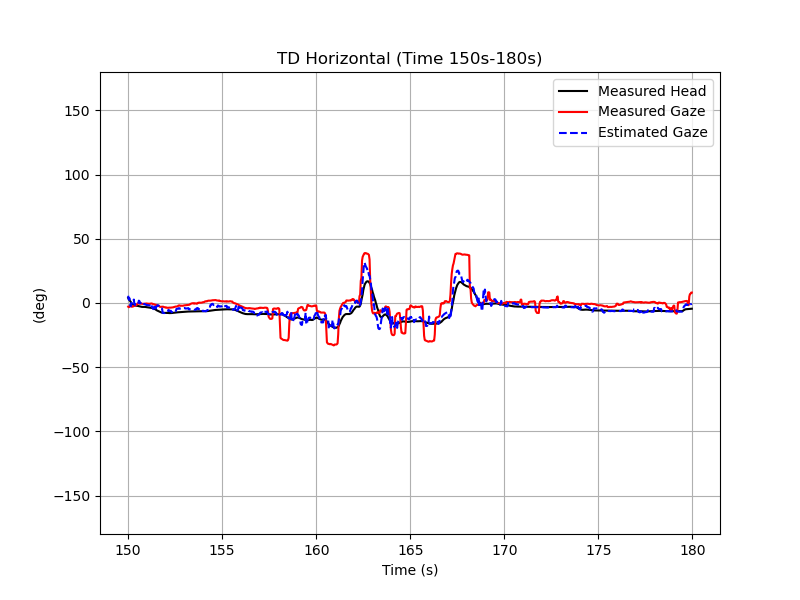 TD Horizontal (Time 150s-180s)
Measured Head
Measured Gaze
Estimated Gaze
150
100
50
0
−50
−100
−150
(deg)
150 155 160 165 170 175 180
Time (s)